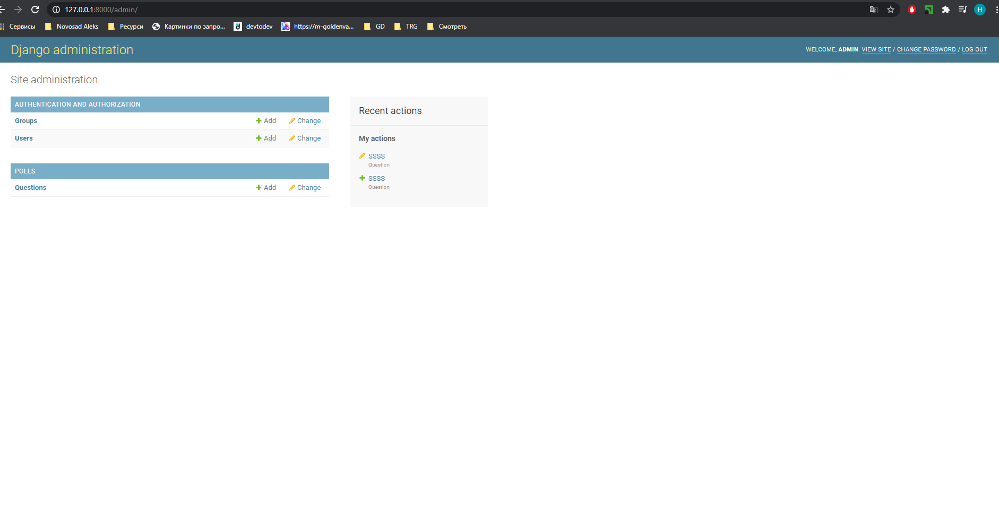 127.0.0.1:8000/admin/
H
Сервисы Novosad Aleks Ресурси Картинки по запро... devtodev https://m-goldenva... GD TRG Смотреть
Django administration
WELCOME, ADMIN. VIEW SITE / CHANGE PASSWORD / LOG OUT
Site administration
AUTHENTICATION AND AUTHORIZATION
Groups Add Change
Users Add Change
POLLS
Questions Add Change
Recent actions
My actions
SSSS
Question
SSSS
Question